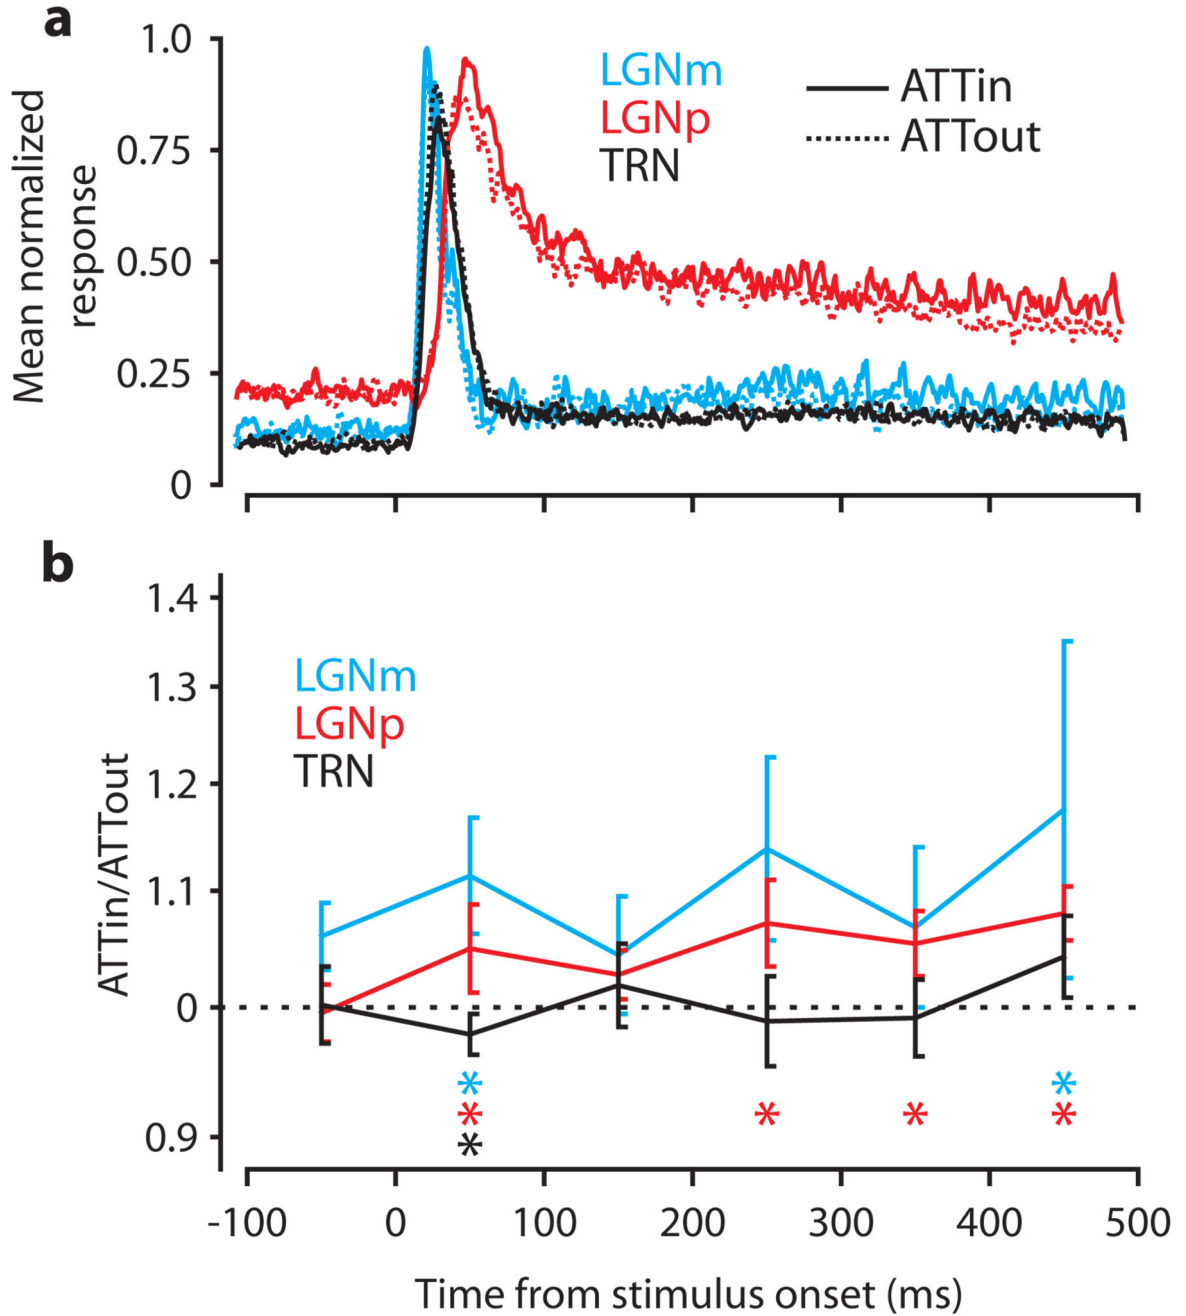 a
Mean normalized
response
1.0
0.75
0.50
0.25
0
LGNm
LGNp
TRN
ATTin
ATTout
b
ATTin/ATTout
1.4
1.3
1.2
1.1
0
0.9
LGNm
LGNp
TRN
*
*
*
*
*
*
*
-100 0 100 200 300 400 500
Time from stimulus onset (ms)